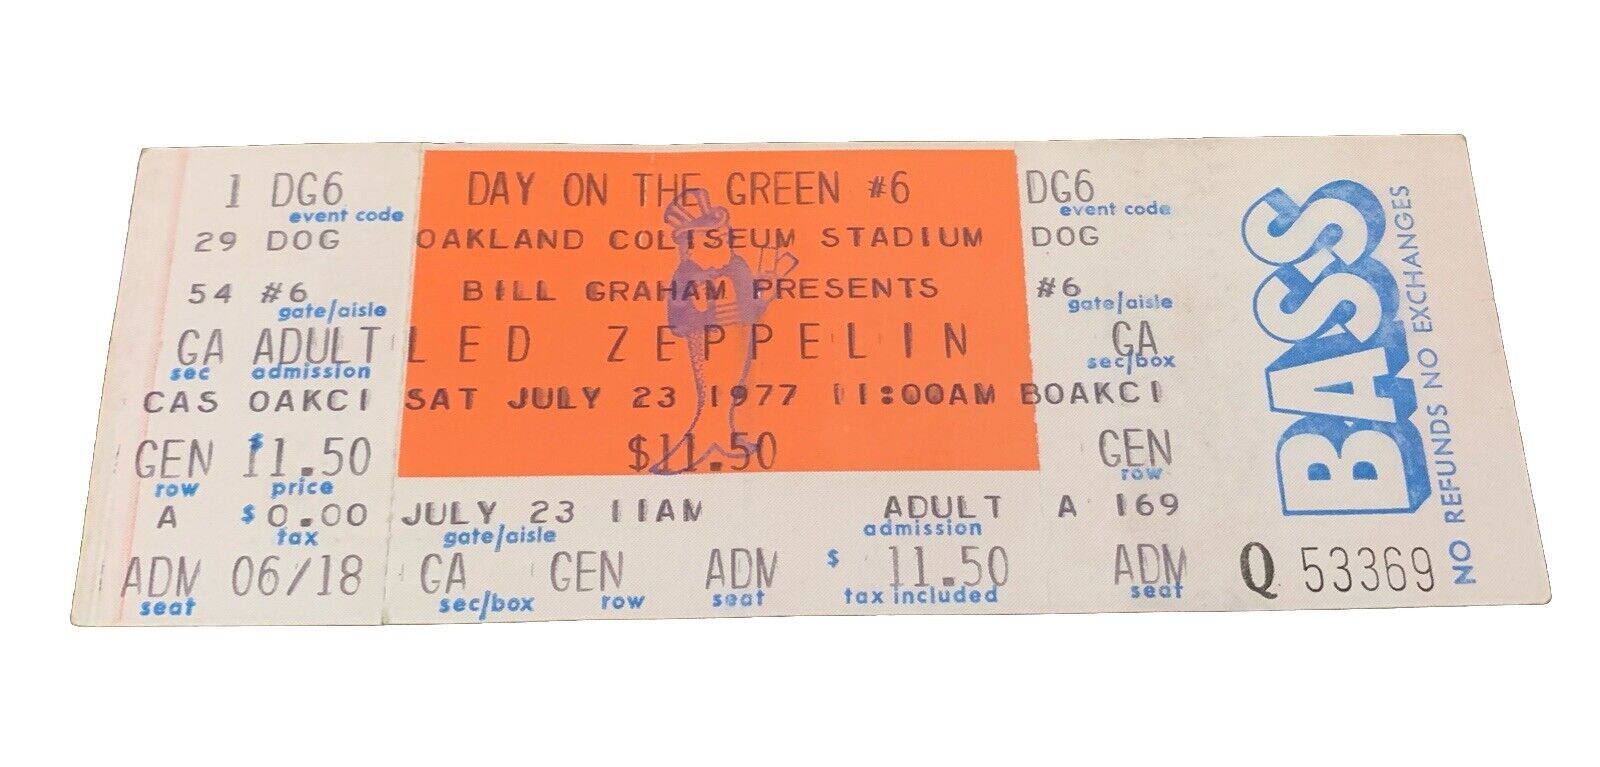 1 DG6 DAY ON THE GREEN #6 DG6
event code event code
29 DOG OAKLAND COLISEUM STADIUM DOG
54 #6 BILL GRAHAM PRESENTS #6
gate/aisle gate/aisle
GA ADULT LED ZEPPELIN GA
sec admission sec/box
CAS OAKCI SAT JULY 23 1977 11:00AM BOAKCI
GEN $11.50 $11.50 GEN
row price row
A $0.00 JULY 23 11AM ADULT A 169
tax gate/aisle admission
ADM 06/18 GA GEN ADM $11.50 ADM
seat sec/box row seat tax included seat
Q 53369
BASS
NO REFUNDS NO EXCHANGES